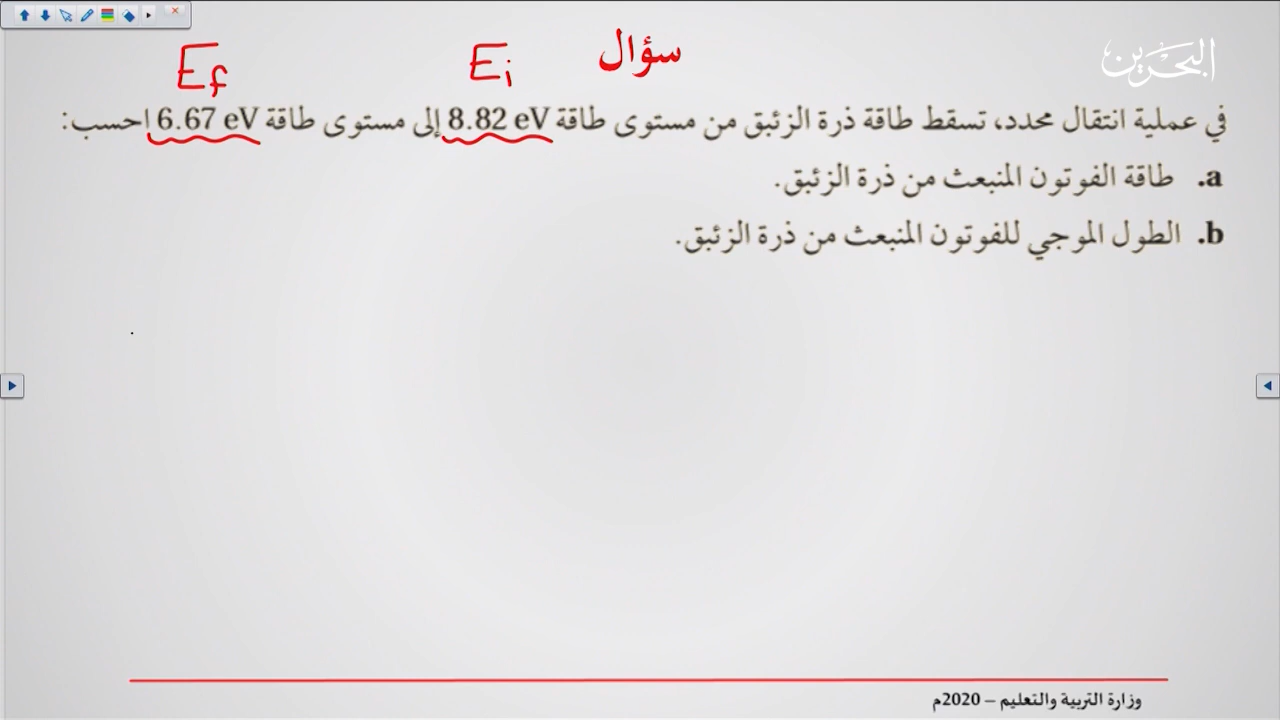 البحرين
سؤال
Ei
Ef
في عملية انتقال محدد، تسقط طاقة ذرة الزئبق من مستوى طاقة 8.82 eV إلى مستوى طاقة 6.67 eV احسب:
a. طاقة الفوتون المنبعث من ذرة الزئبق.
b. الطول الموجي للفوتون المنبعث من ذرة الزئبق.
وزارة التربية والتعليم – 2020م